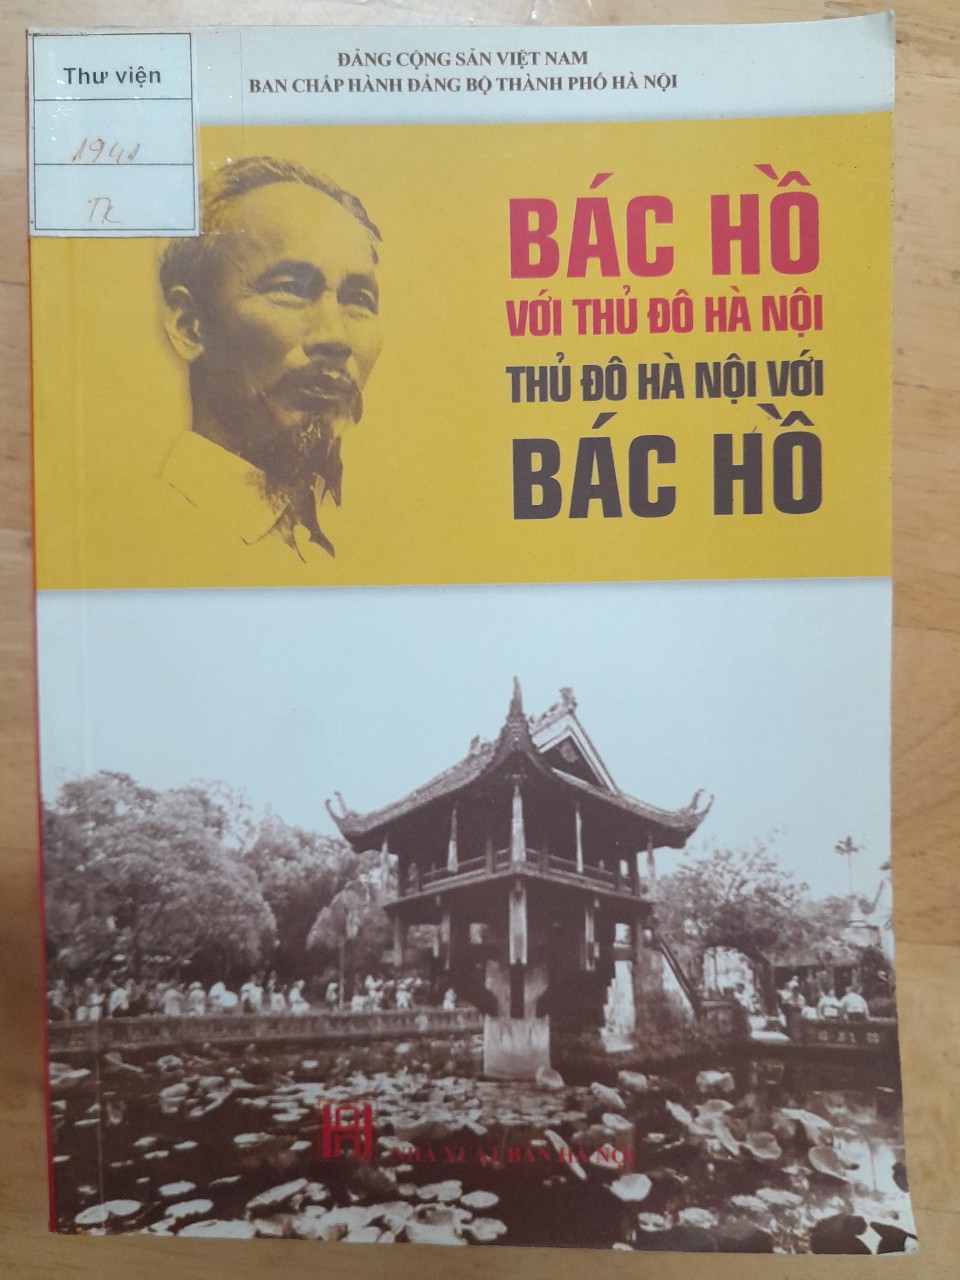 Thư viện
1941
TK
ĐẢNG CỘNG SẢN VIỆT NAM
BAN CHẤP HÀNH ĐẢNG BỘ THÀNH PHỐ HÀ NỘI
BÁC HỒ
VỚI THỦ ĐÔ HÀ NỘI
THỦ ĐÔ HÀ NỘI VỚI
BÁC HỒ
NHÀ XUẤT BẢN HÀ NỘI